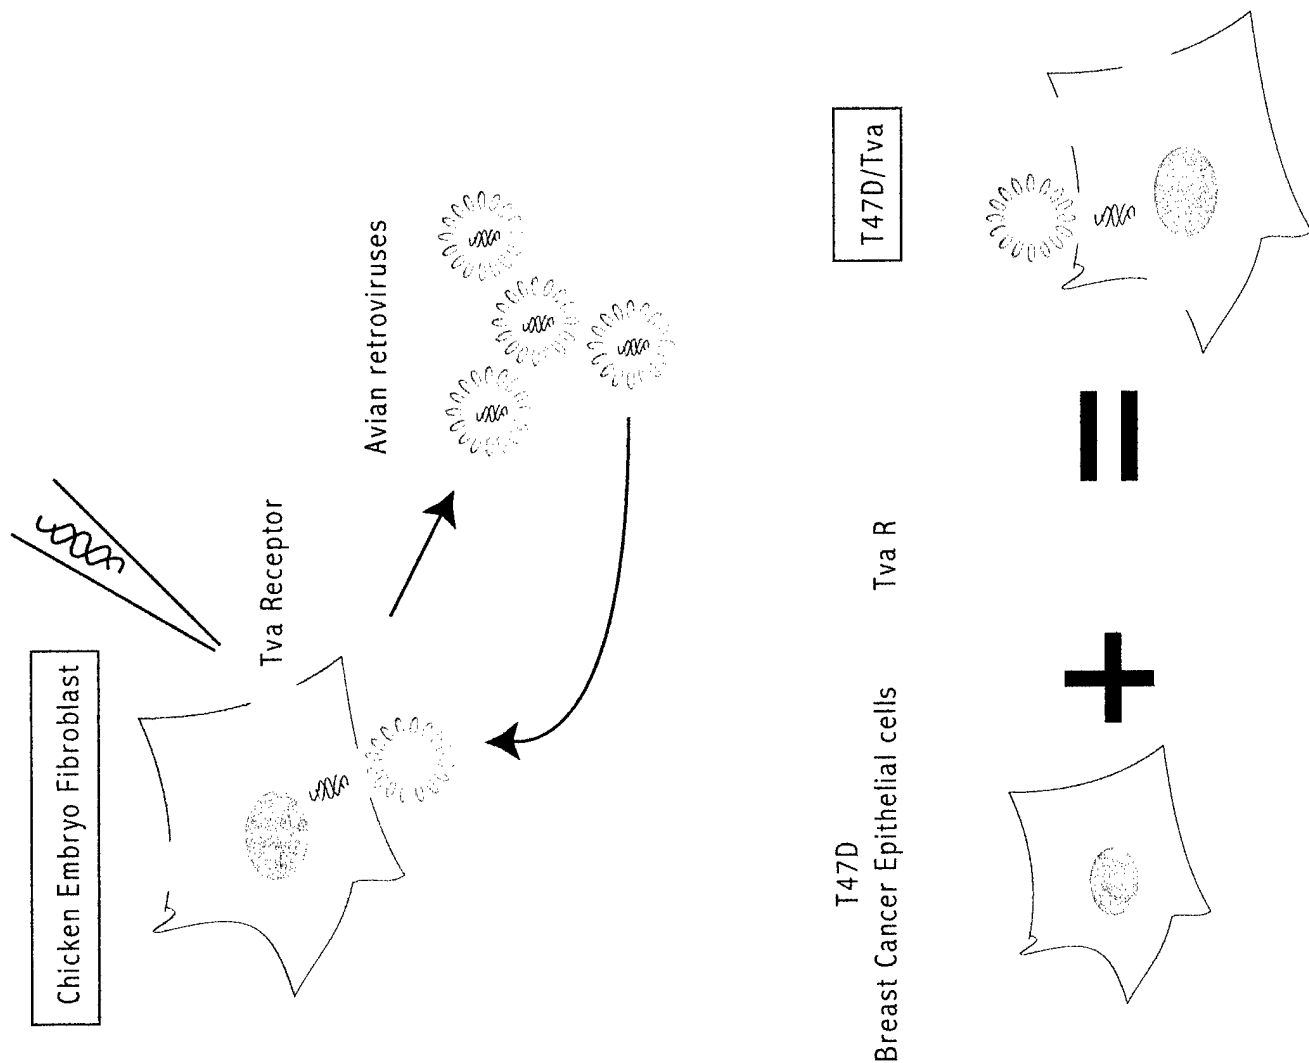 Chicken Embryo Fibroblast
Tva Receptor
Avian retroviruses
T47D
Breast Cancer Epithelial cells
Tva R
T47D/Tva